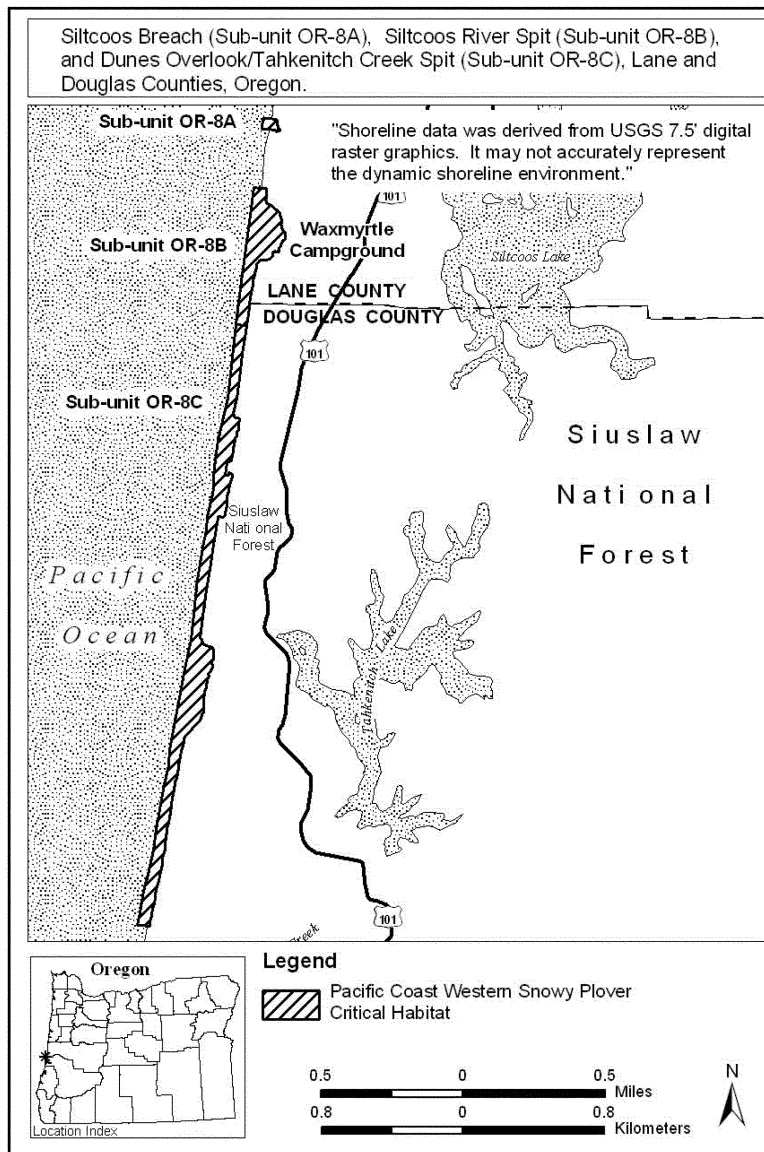 Siltcoos Breach (Sub-unit OR-8A), Siltcoos River Spit (Sub-unit OR-8B),
and Dunes Overlook/Tahkenitch Creek Spit (Sub-unit OR-8C), Lane and
Douglas Counties, Oregon.
Sub-unit OR-8A
"Shoreline data was derived from USGS 7.5' digital
raster graphics. It may not accurately represent
the dynamic shoreline environment."
101
Sub-unit OR-8B
Waxmyrtle
Campground
Siltcoos Lake
LANE COUNTY
DOUGLAS COUNTY
101
Sub-unit OR-8C
Siuslaw
National
Forest
Siuslaw
National
Forest
Pacific
Ocean
Tahkenitch Lake
101
Creek
Oregon
Location Index
Legend
Pacific Coast Western Snowy Plover
Critical Habitat
0.5 0 0.5
Miles
0.8 0 0.8
Kilometers
N